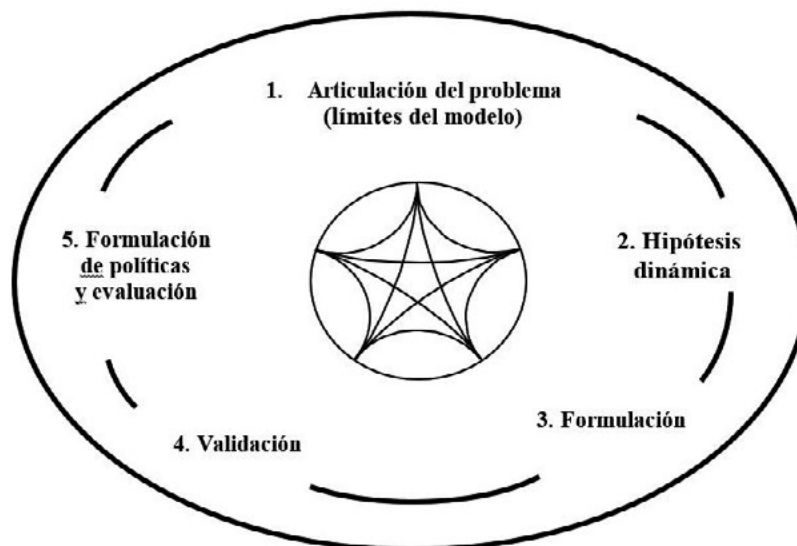 1. Articulación del problema
(límites del modelo)
2. Hipótesis
dinámica
3. Formulación
4. Validación
5. Formulación
de políticas
y evaluación